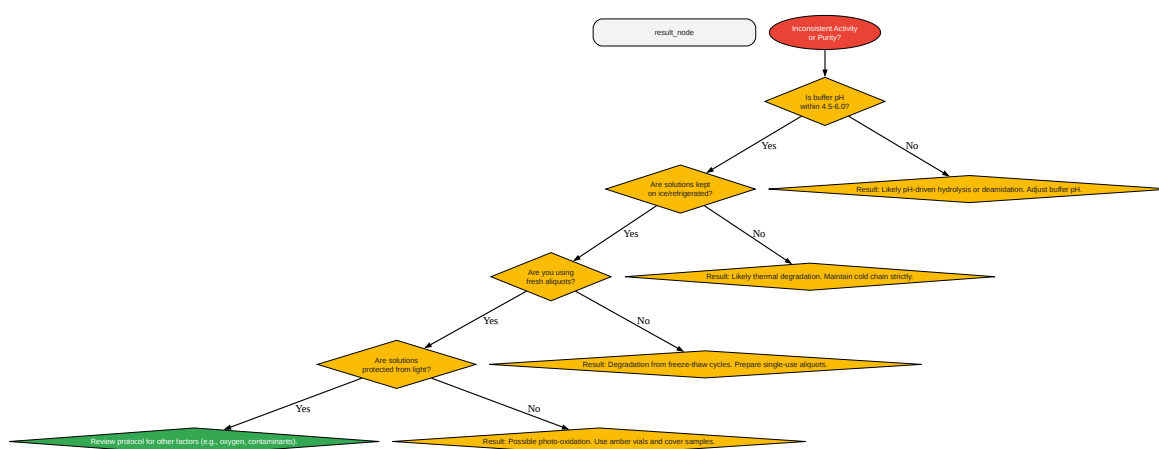 result_node
Inconsistent Activity
or Purity?
Is buffer pH
within 4.5-6.0?
Yes
No
Are solutions kept
on ice/refrigerated?
Result: Likely pH-driven hydrolysis or deamidation. Adjust buffer pH.
Yes
No
Are you using
fresh aliquots?
Result: Likely thermal degradation. Maintain cold chain strictly.
Yes
No
Are solutions
protected from light?
Result: Degradation from freeze-thaw cycles. Prepare single-use aliquots.
Yes
No
Review protocol for other factors (e.g., oxygen, contaminants).
Result: Possible photo-oxidation. Use amber vials and cover samples.